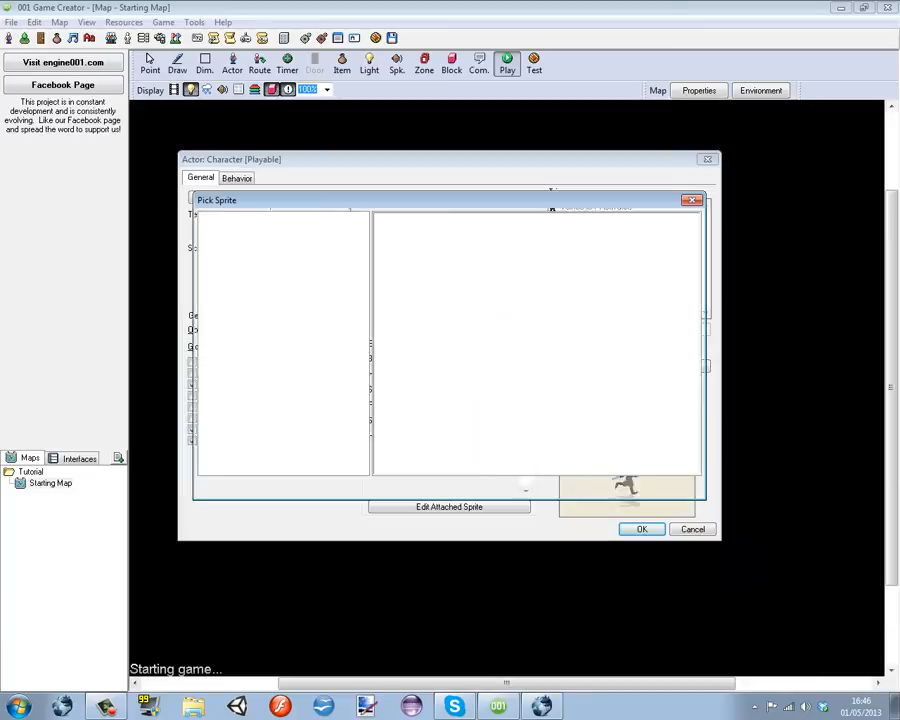 001 Game Creator - [Map - Starting Map]
File Edit Map View Resources Game Tools Help
Visit engine001.com
Facebook Page
This project is in constant
development and is consistently
evolving. Like our Facebook page
and spread the word to support us!
Point Draw Dim. Actor Route Timer Door Item Light Spk. Zone Block Com. Play Test
Display 100% Map Properties Environment
Actor: Character [Playable]
General Behavior
Pick Sprite
Edit Attached Sprite
OK Cancel
Maps Interfaces
Tutorial
Starting Map
Starting game...
99
001
16:46
01/05/2013